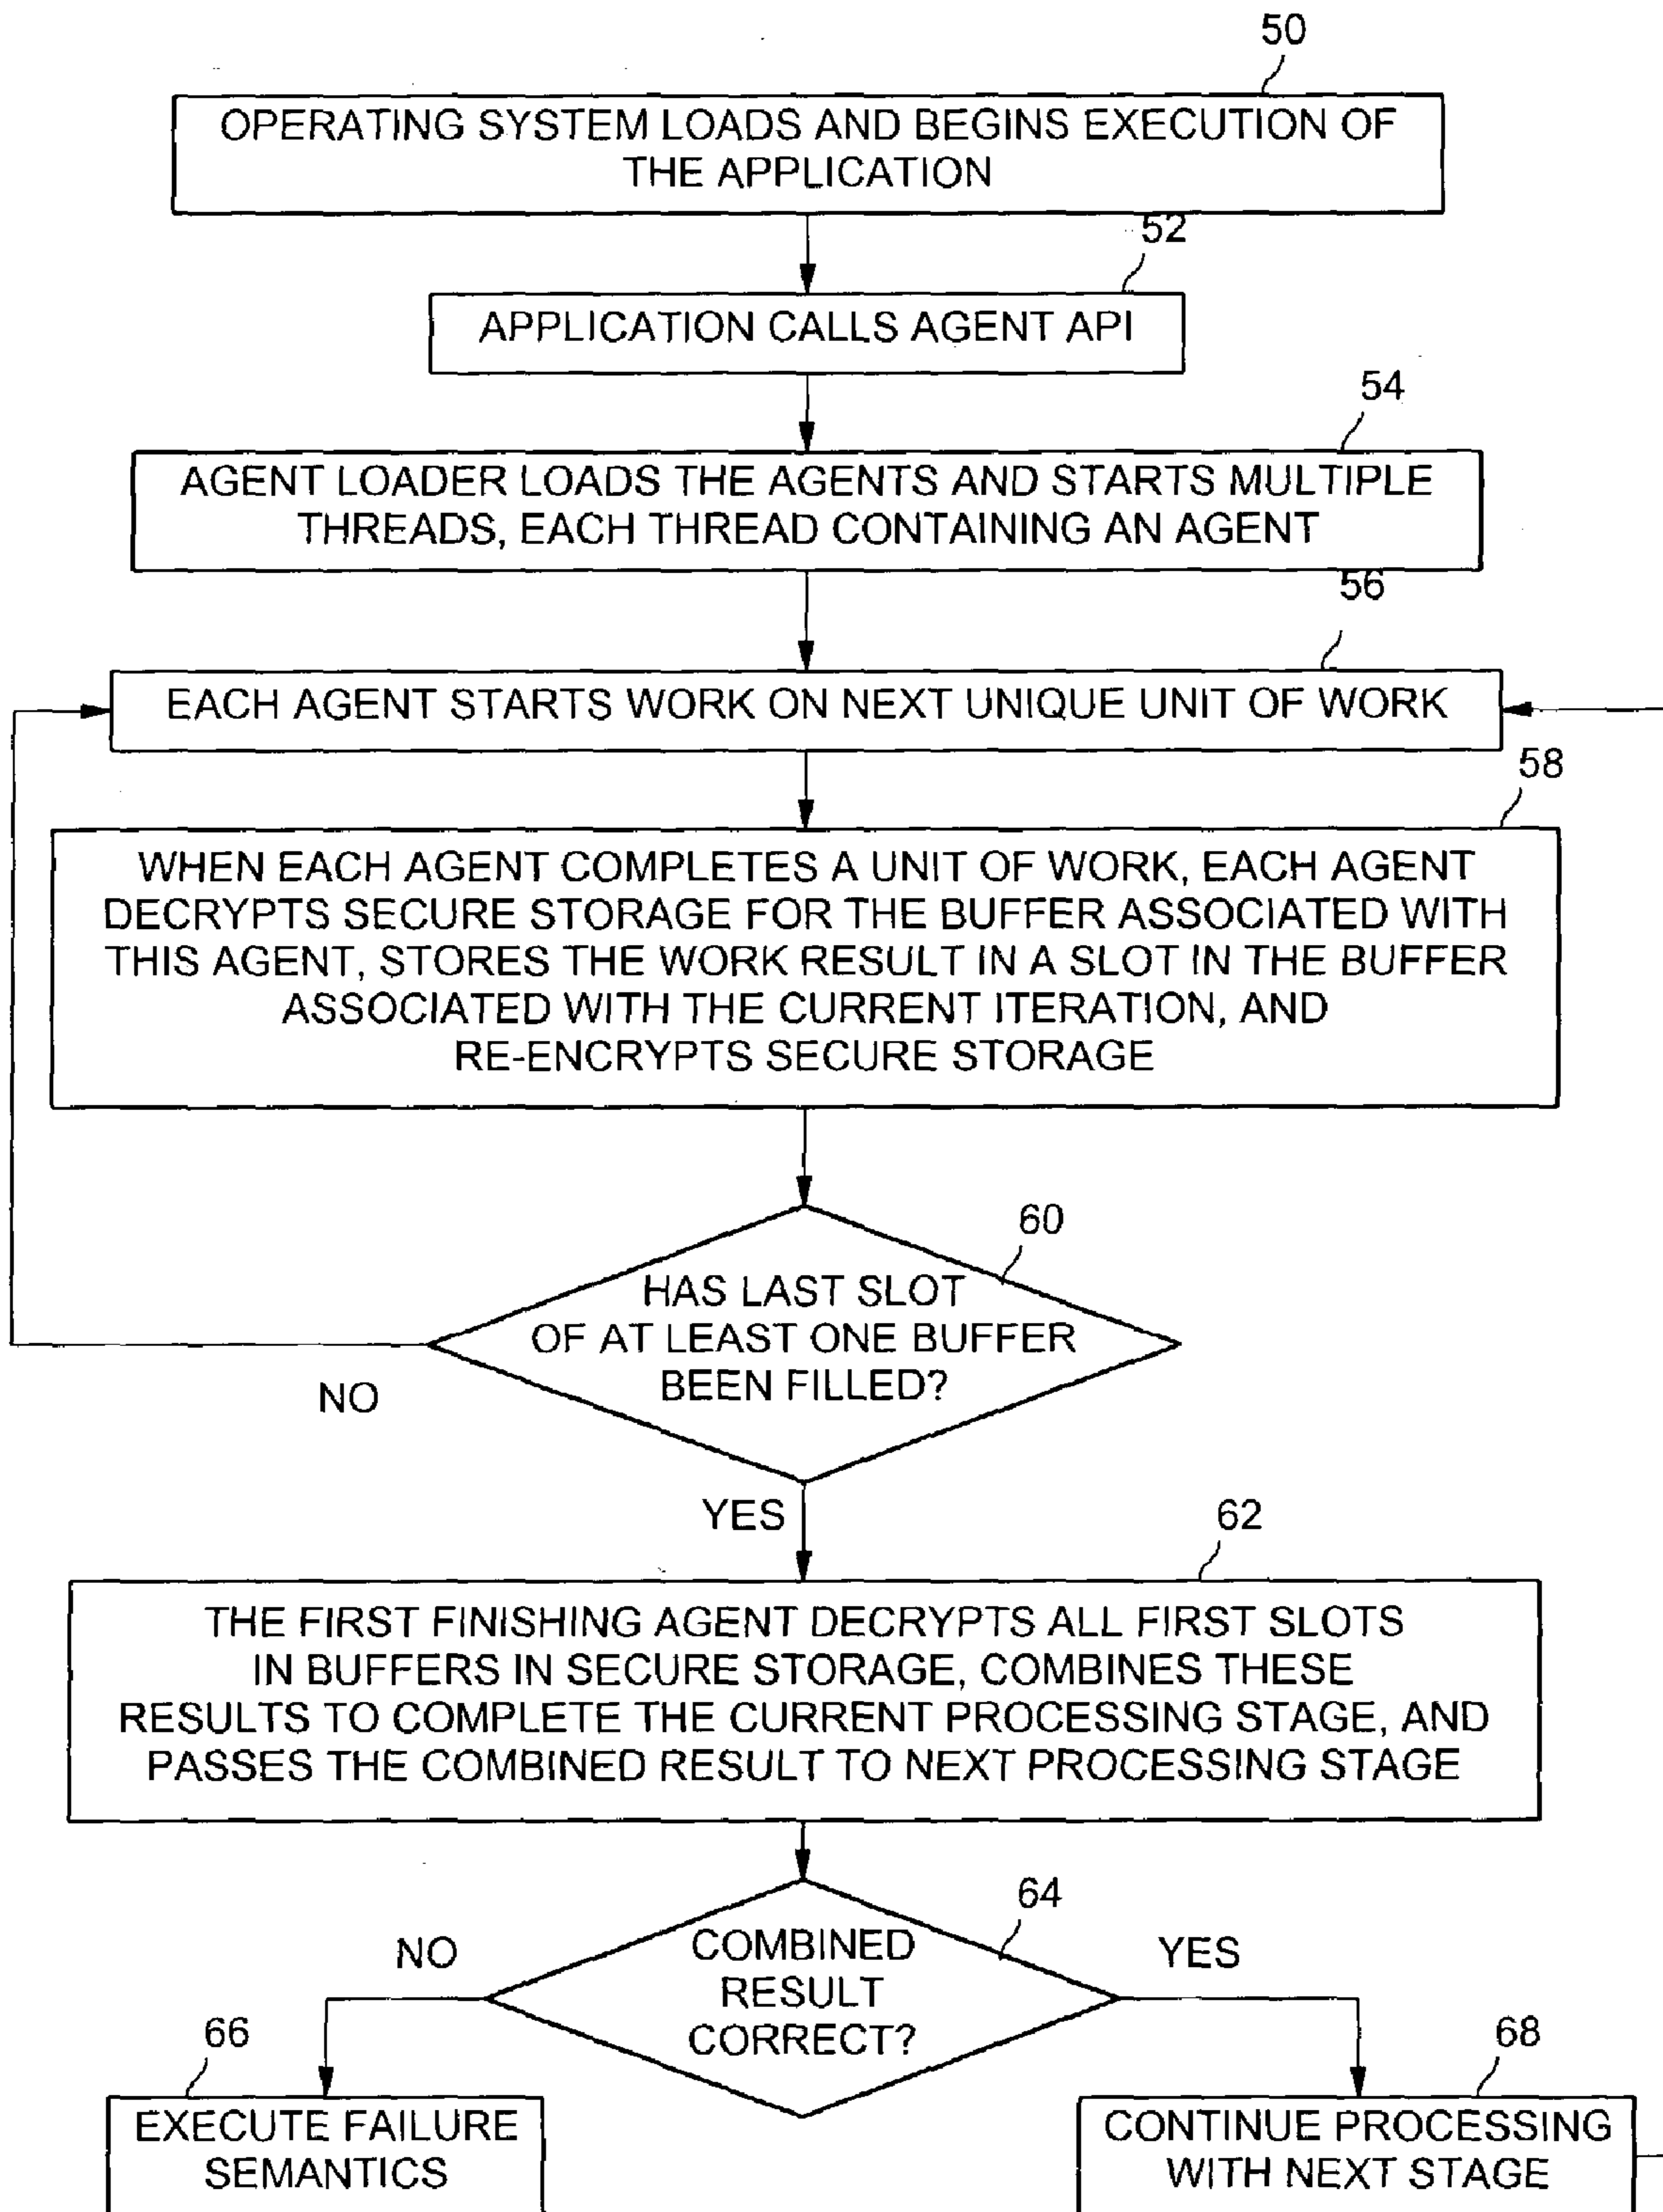 50
OPERATING SYSTEM LOADS AND BEGINS EXECUTION OF
THE APPLICATION
52
APPLICATION CALLS AGENT API
54
AGENT LOADER LOADS THE AGENTS AND STARTS MULTIPLE
THREADS, EACH THREAD CONTAINING AN AGENT
56
EACH AGENT STARTS WORK ON NEXT UNIQUE UNIT OF WORK
58
WHEN EACH AGENT COMPLETES A UNIT OF WORK, EACH AGENT
DECRYPTS SECURE STORAGE FOR THE BUFFER ASSOCIATED WITH
THIS AGENT, STORES THE WORK RESULT IN A SLOT IN THE BUFFER
ASSOCIATED WITH THE CURRENT ITERATION, AND
RE-ENCRYPTS SECURE STORAGE
60
HAS LAST SLOT
OF AT LEAST ONE BUFFER
BEEN FILLED?
NO
YES
62
THE FIRST FINISHING AGENT DECRYPTS ALL FIRST SLOTS
IN BUFFERS IN SECURE STORAGE, COMBINES THESE
RESULTS TO COMPLETE THE CURRENT PROCESSING STAGE, AND
PASSES THE COMBINED RESULT TO NEXT PROCESSING STAGE
64
NO
COMBINED
RESULT
CORRECT?
YES
66
EXECUTE FAILURE
SEMANTICS
68
CONTINUE PROCESSING
WITH NEXT STAGE